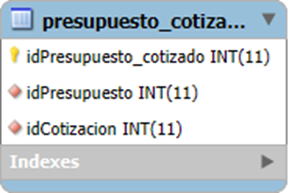 presupuesto_cotiza...
idPresupuesto_cotizado INT(11)
idPresupuesto INT(11)
idCotizacion INT(11)
Indexes